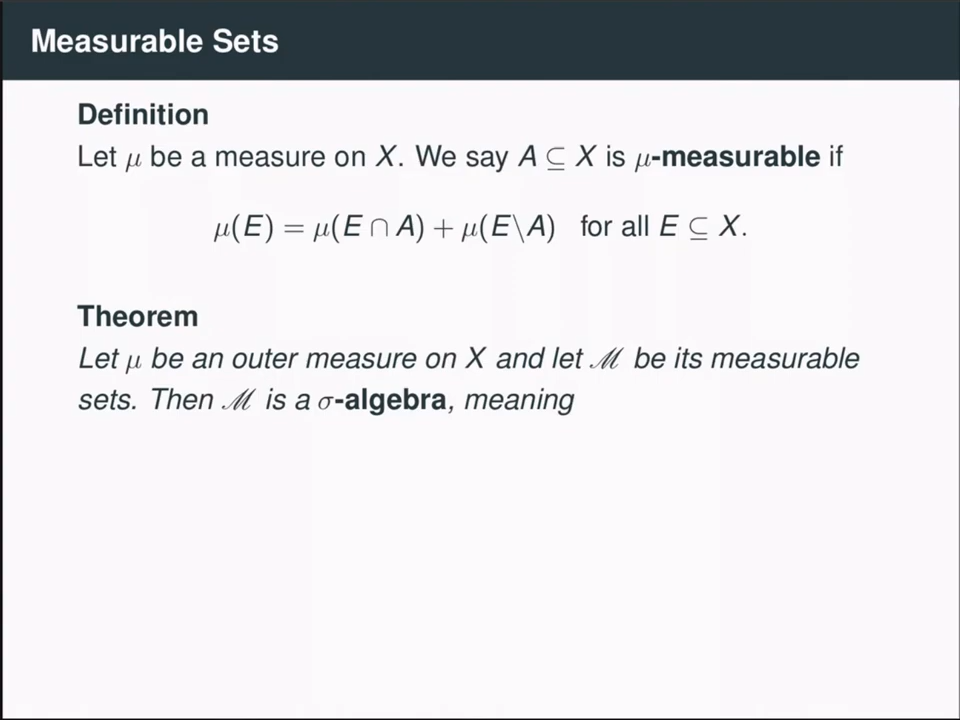 Measurable Sets
Definition
Let μ be a measure on X. We say A ⊆ X is μ-measurable if
μ(E) = μ(E ∩ A) + μ(E\A) for all E ⊆ X.
Theorem
Let μ be an outer measure on X and let ℳ be its measurable
sets. Then ℳ is a σ-algebra, meaning